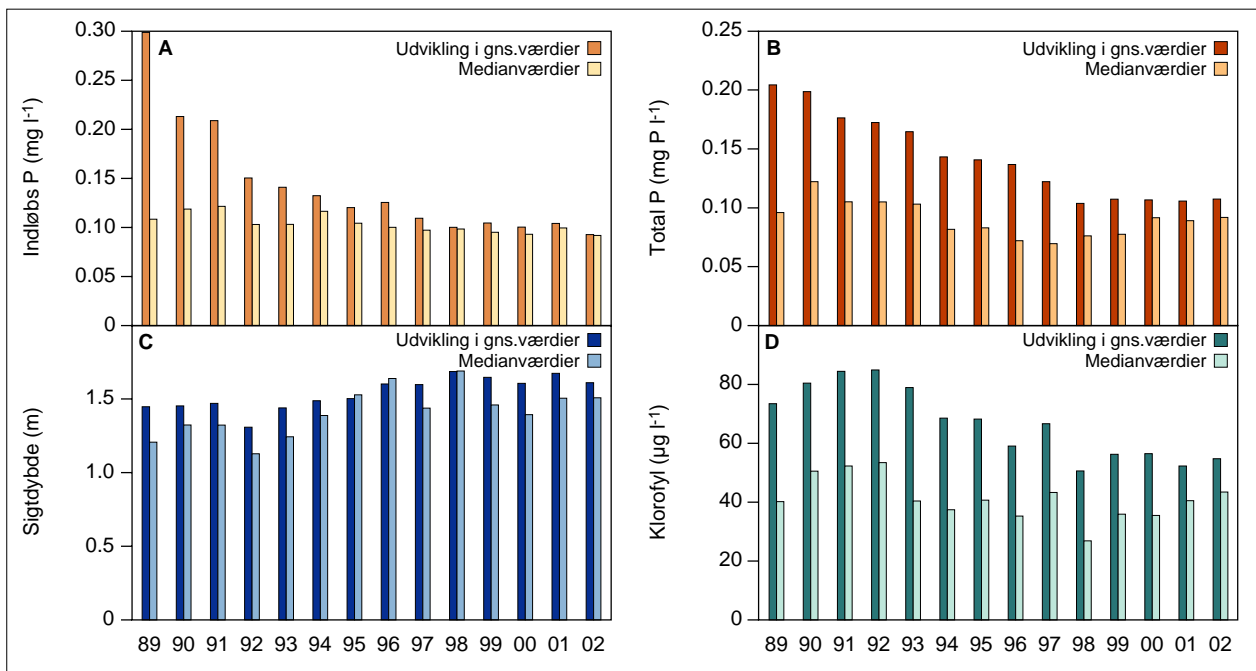 A
Udvikling i gns.værdier
Medianværdier
Indløbs P (mg l-1)
0.30
0.25
0.20
0.15
0.10
0.05
0
B
Udvikling i gns.værdier
Medianværdier
Total P (mg P l-1)
0.25
0.20
0.15
0.10
0.05
0
C
Udvikling i gns.værdier
Medianværdier
Sigtdybde (m)
1.5
1.0
0.5
0
89 90 91 92 93 94 95 96 97 98 99 00 01 02
D
Udvikling i gns.værdier
Medianværdier
Klorofyl (µg l-1)
80
60
40
20
0
89 90 91 92 93 94 95 96 97 98 99 00 01 02